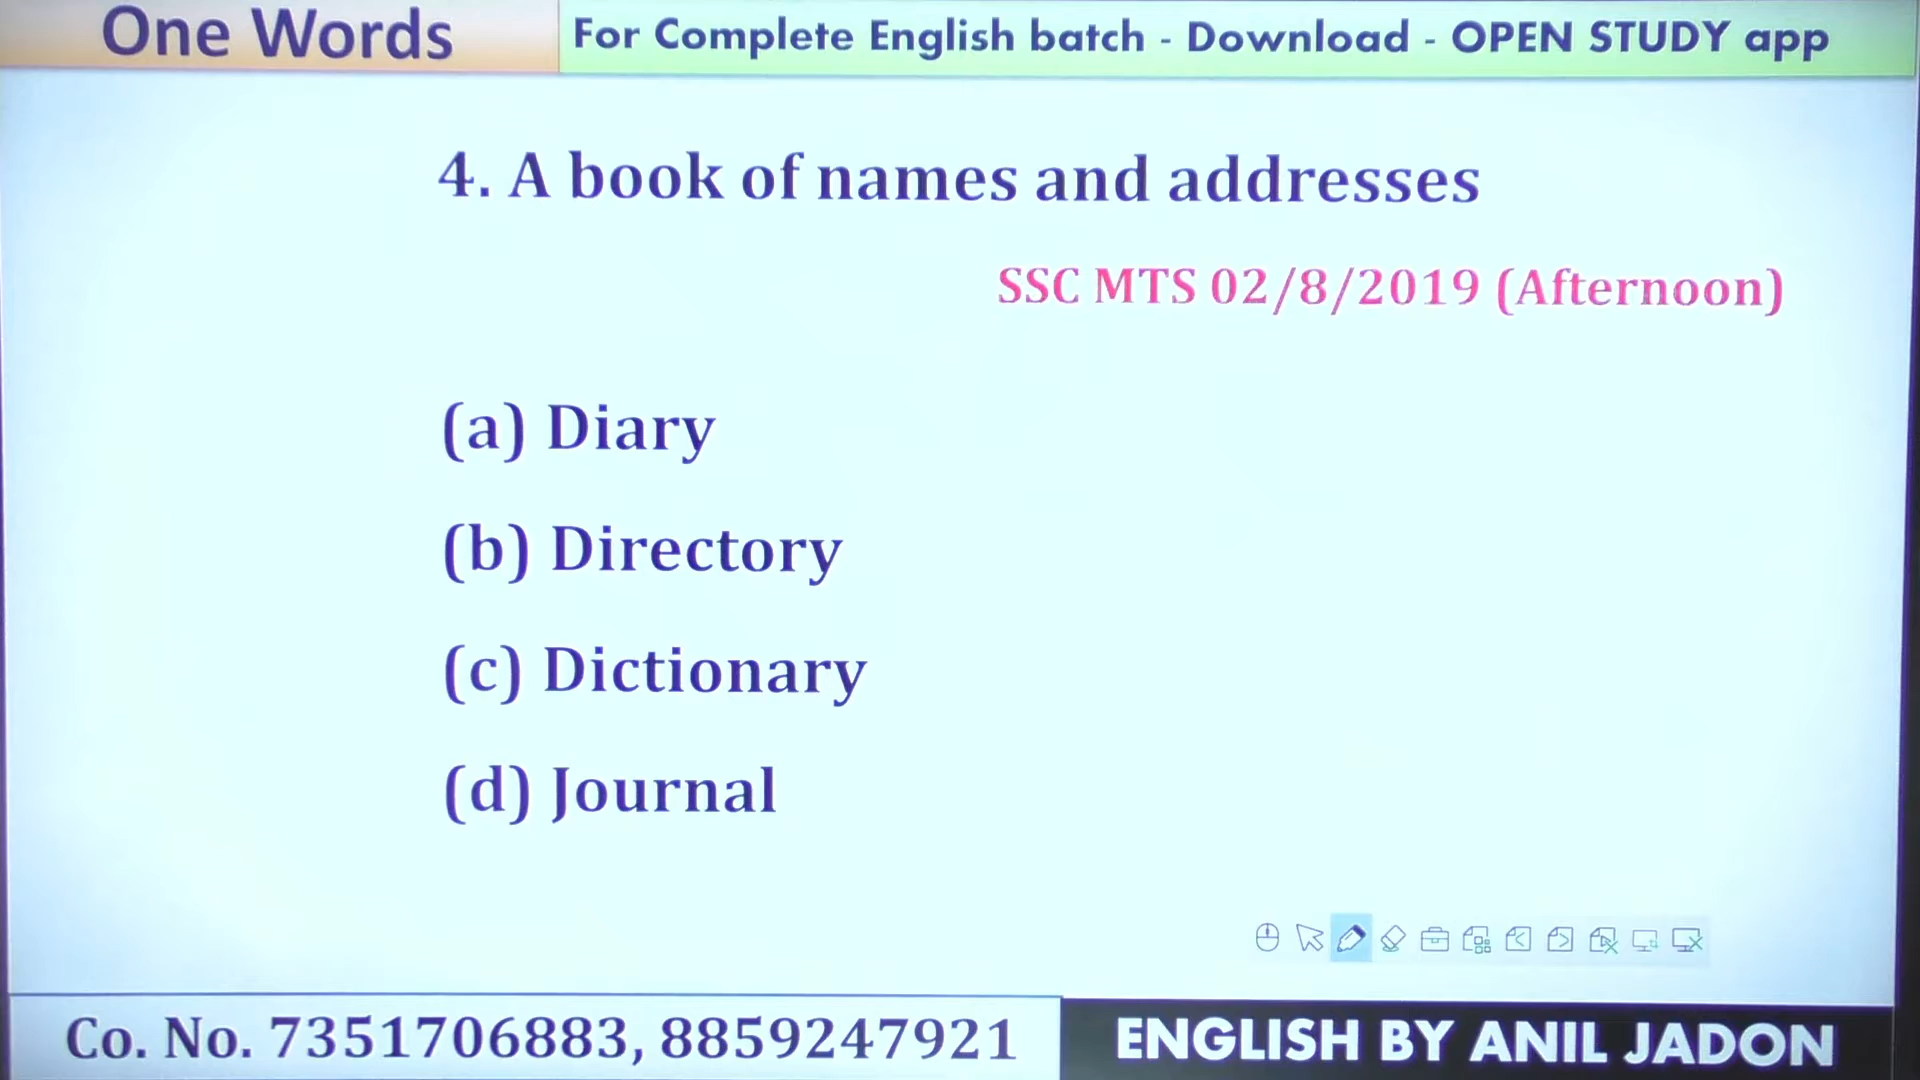 One Words
For Complete English batch - Download - OPEN STUDY app
4. A book of names and addresses
SSC MTS 02/8/2019 (Afternoon)
(a) Diary
(b) Directory
(c) Dictionary
(d) Journal
Co. No. 7351706883, 8859247921
ENGLISH BY ANIL JADON